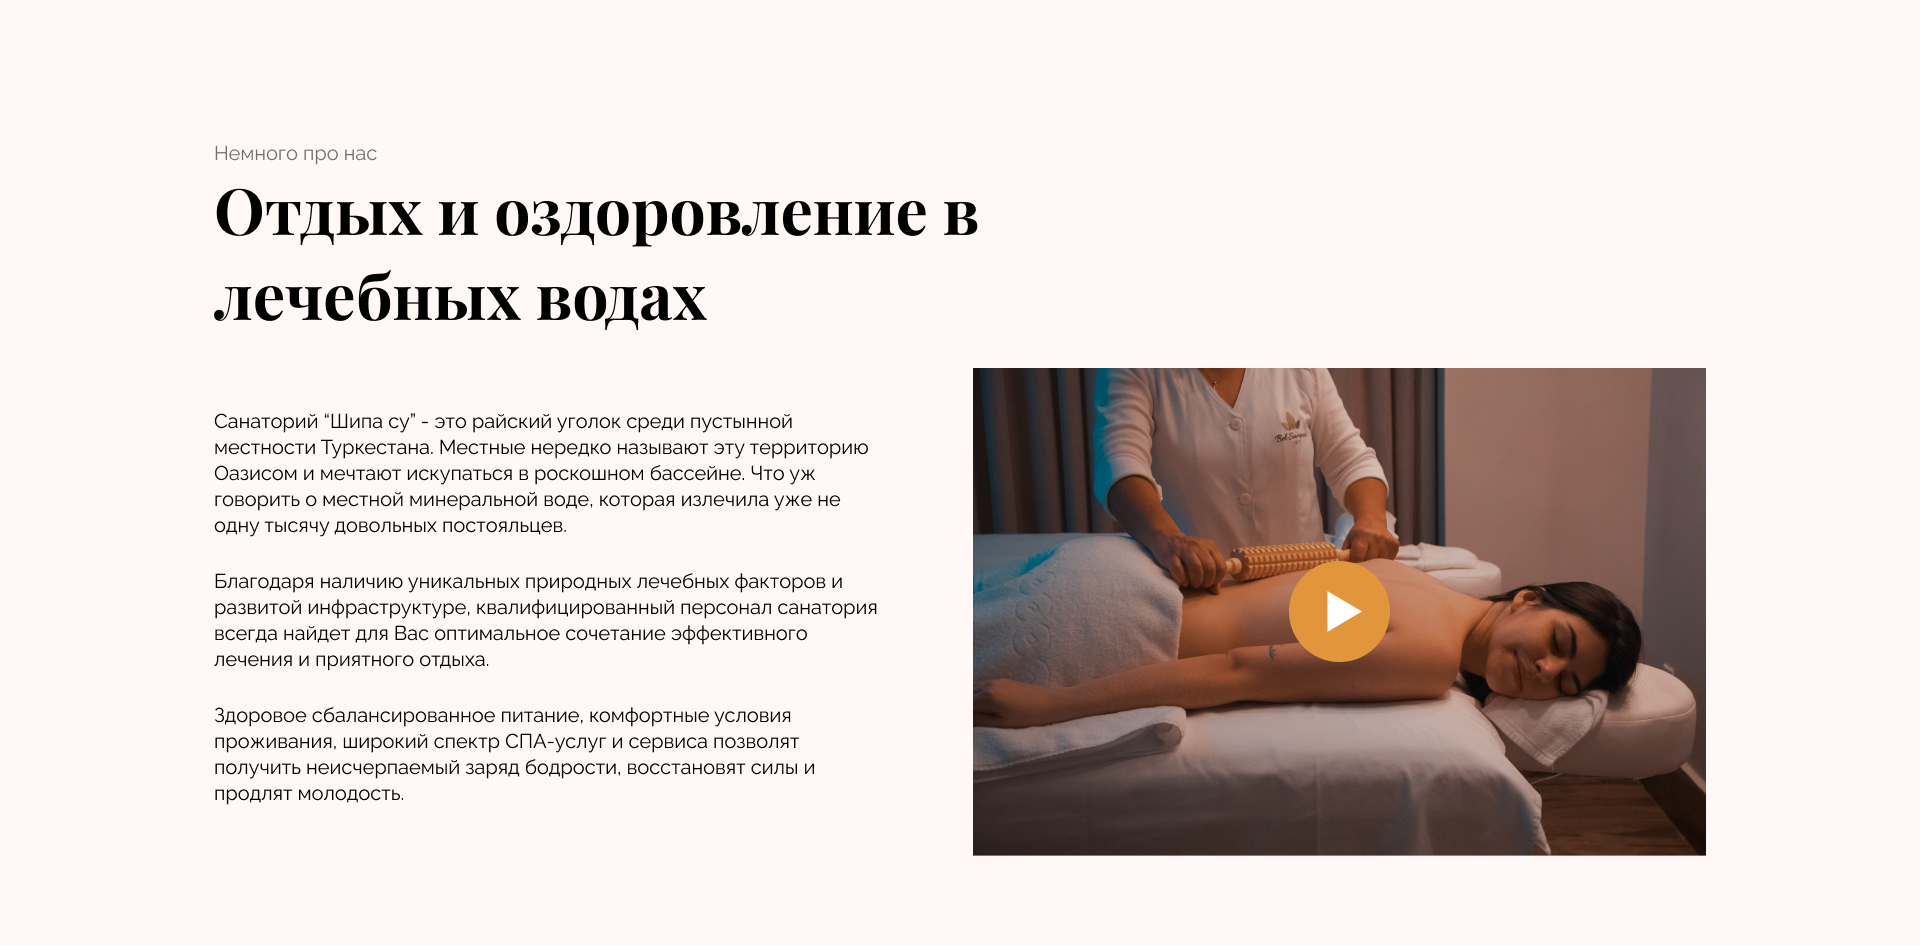 Немного про нас
Отдых и оздоровление в
лечебных водах
Санаторий “Шипа су” - это райский уголок среди пустынной
местности Туркестана. Местные нередко называют эту территорию
Оазисом и мечтают искупаться в роскошном бассейне. Что уж
говорить о местной минеральной воде, которая излечила уже не
одну тысячу довольных постояльцев.
Благодаря наличию уникальных природных лечебных факторов и
развитой инфраструктуре, квалифицированный персонал санатория
всегда найдет для Вас оптимальное сочетание эффективного
лечения и приятного отдыха.
Здоровое сбалансированное питание, комфортные условия
проживания, широкий спектр СПА-услуг и сервиса позволят
получить неисчерпаемый заряд бодрости, восстановят силы и
продлят молодость.